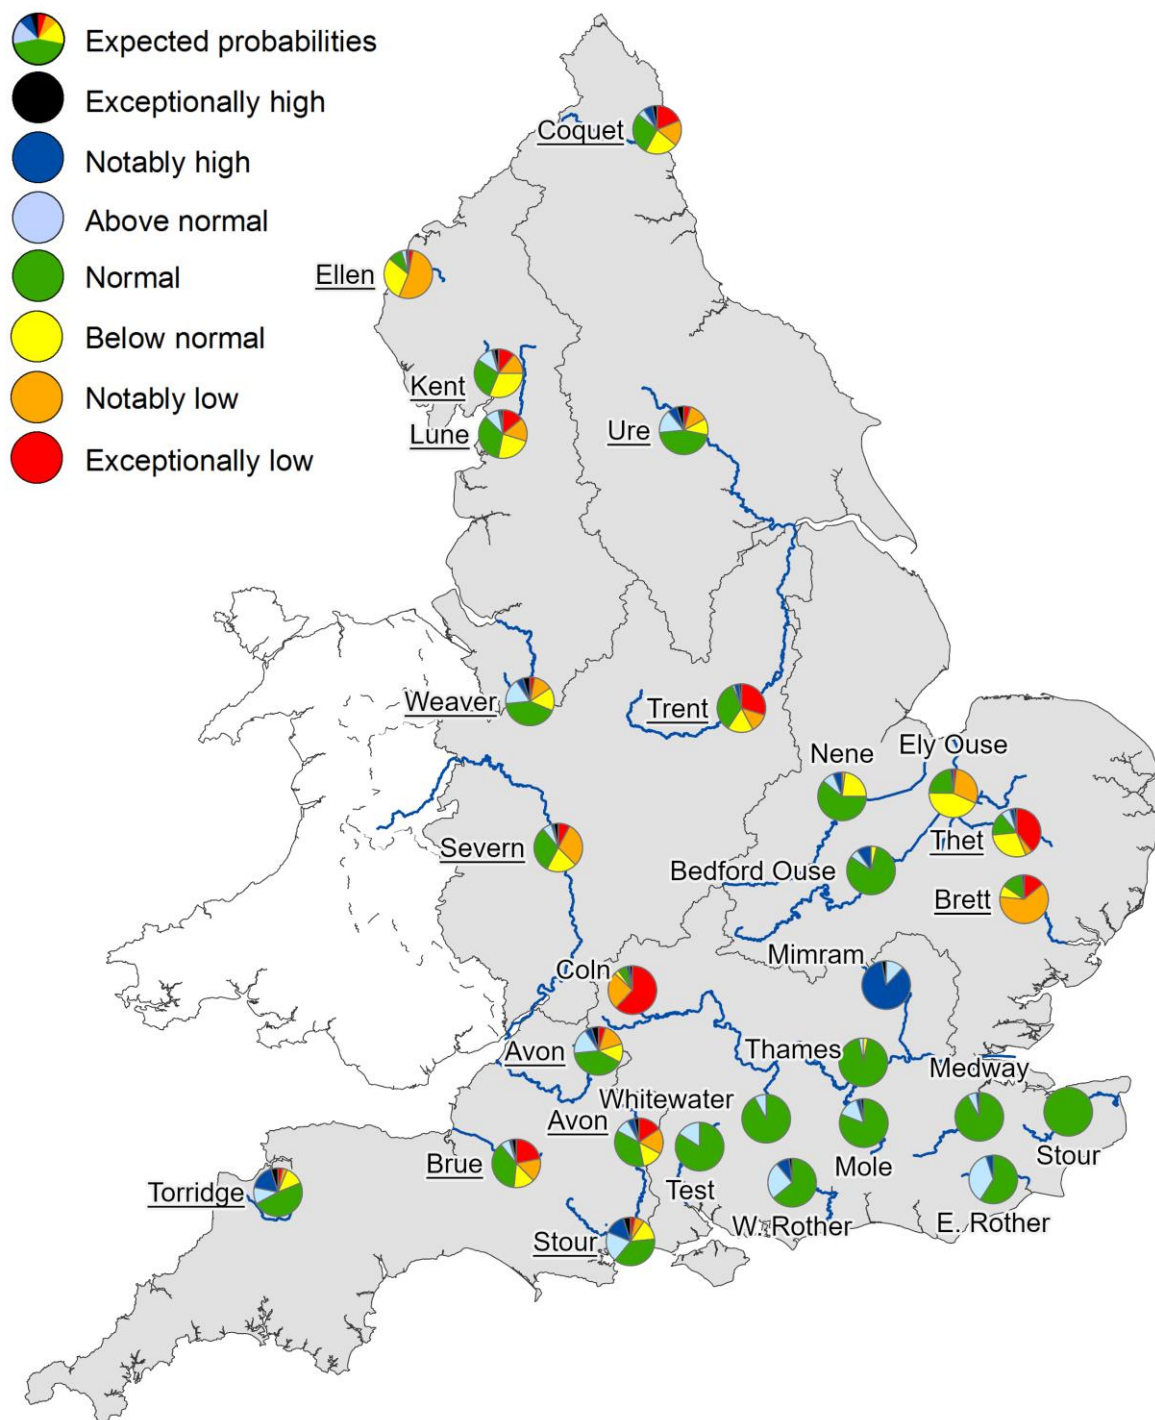 Expected probabilities
Exceptionally high
Notably high
Above normal
Normal
Below normal
Notably low
Exceptionally low
Coquet
Ellen
Kent
Lune
Ure
Weaver
Trent
Nene
Ely Ouse
Thet
Severn
Bedford Ouse
Brett
Mimram
Coln
Avon
Thames
Medway
Whitewater
Avon
Brue
Mole
Stour
Torridge
Test
W. Rother
E. Rother
Stour